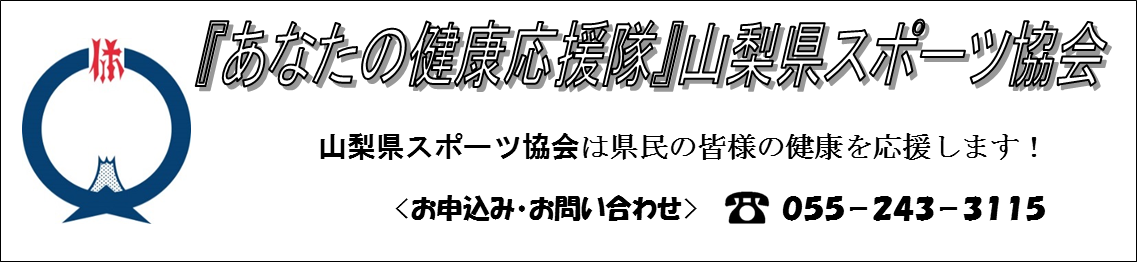 『あなたの健康応援隊』山梨県スポーツ協会
体
山梨県スポーツ協会は県民の皆様の健康を応援します！
<お申込み・お問い合わせ> ☎ 055-243-3115